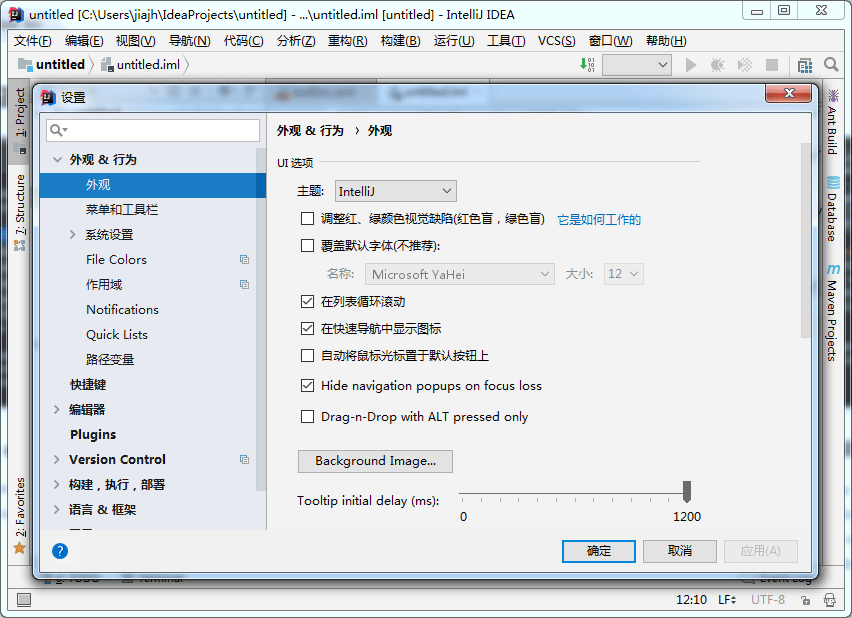 untitled [C:\Users\jiajh\IdeaProjects\untitled] - ...\untitled.iml [untitled] - IntelliJ IDEA
文件(F) 编辑(E) 视图(V) 导航(N) 代码(C) 分析(Z) 重构(R) 构建(B) 运行(U) 工具(T) VCS(S) 窗口(W) 帮助(H)
untitled untitled.iml
1: Project
7: Structure
2: Favorites
Ant Build
Database
Maven Projects
设置
外观 & 行为
外观
菜单和工具栏
系统设置
File Colors
作用域
Notifications
Quick Lists
路径变量
快捷键
编辑器
Plugins
Version Control
构建，执行，部署
语言 & 框架
外观 & 行为 › 外观
UI 选项
主题: IntelliJ
调整红、绿颜色视觉缺陷(红色盲，绿色盲) 它是如何工作的
覆盖默认字体(不推荐):
名称: Microsoft YaHei 大小: 12
在列表循环滚动
在快速导航中显示图标
自动将鼠标光标置于默认按钮上
Hide navigation popups on focus loss
Drag-n-Drop with ALT pressed only
Background Image...
Tooltip initial delay (ms):
0 1200
? 确定 取消 应用(A)
12:10 LF UTF-8